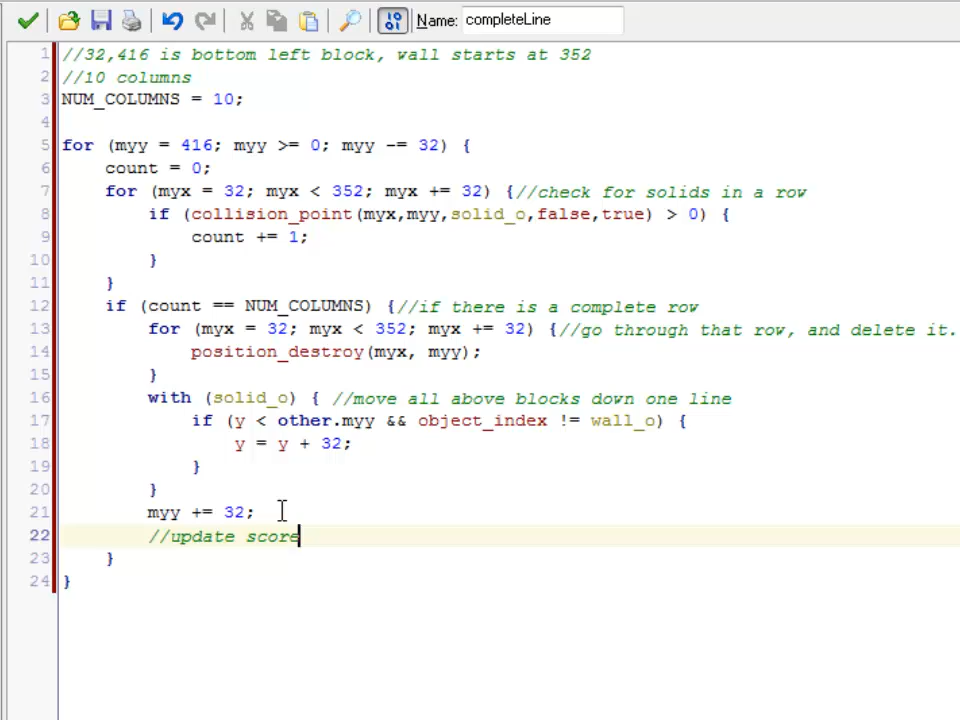 Name: completeLine
1 //32,416 is bottom left block, wall starts at 352
2 //10 columns
3 NUM_COLUMNS = 10;
4
5 for (myy = 416; myy >= 0; myy -= 32) {
6 count = 0;
7 for (myx = 32; myx < 352; myx += 32) {//check for solids in a row
8 if (collision_point(myx,myy,solid_o,false,true) > 0) {
9 count += 1;
10 }
11 }
12 if (count == NUM_COLUMNS) {//if there is a complete row
13 for (myx = 32; myx < 352; myx += 32) {//go through that row, and delete it.
14 position_destroy(myx, myy);
15 }
16 with (solid_o) { //move all above blocks down one line
17 if (y < other.myy && object_index != wall_o) {
18 y = y + 32;
19 }
20 }
21 myy += 32;
22 //update score
23 }
24 }